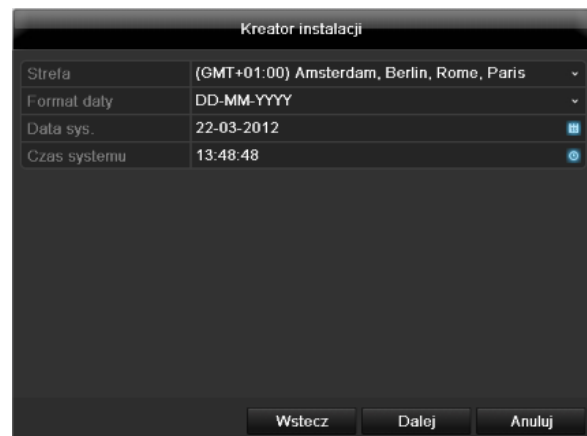 Kreator instalacji
Strefa (GMT+01:00) Amsterdam, Berlin, Rome, Paris
Format daty DD-MM-YYYY
Data sys. 22-03-2012
Czas systemu 13:48:48
Wstecz Dalej Anuluj